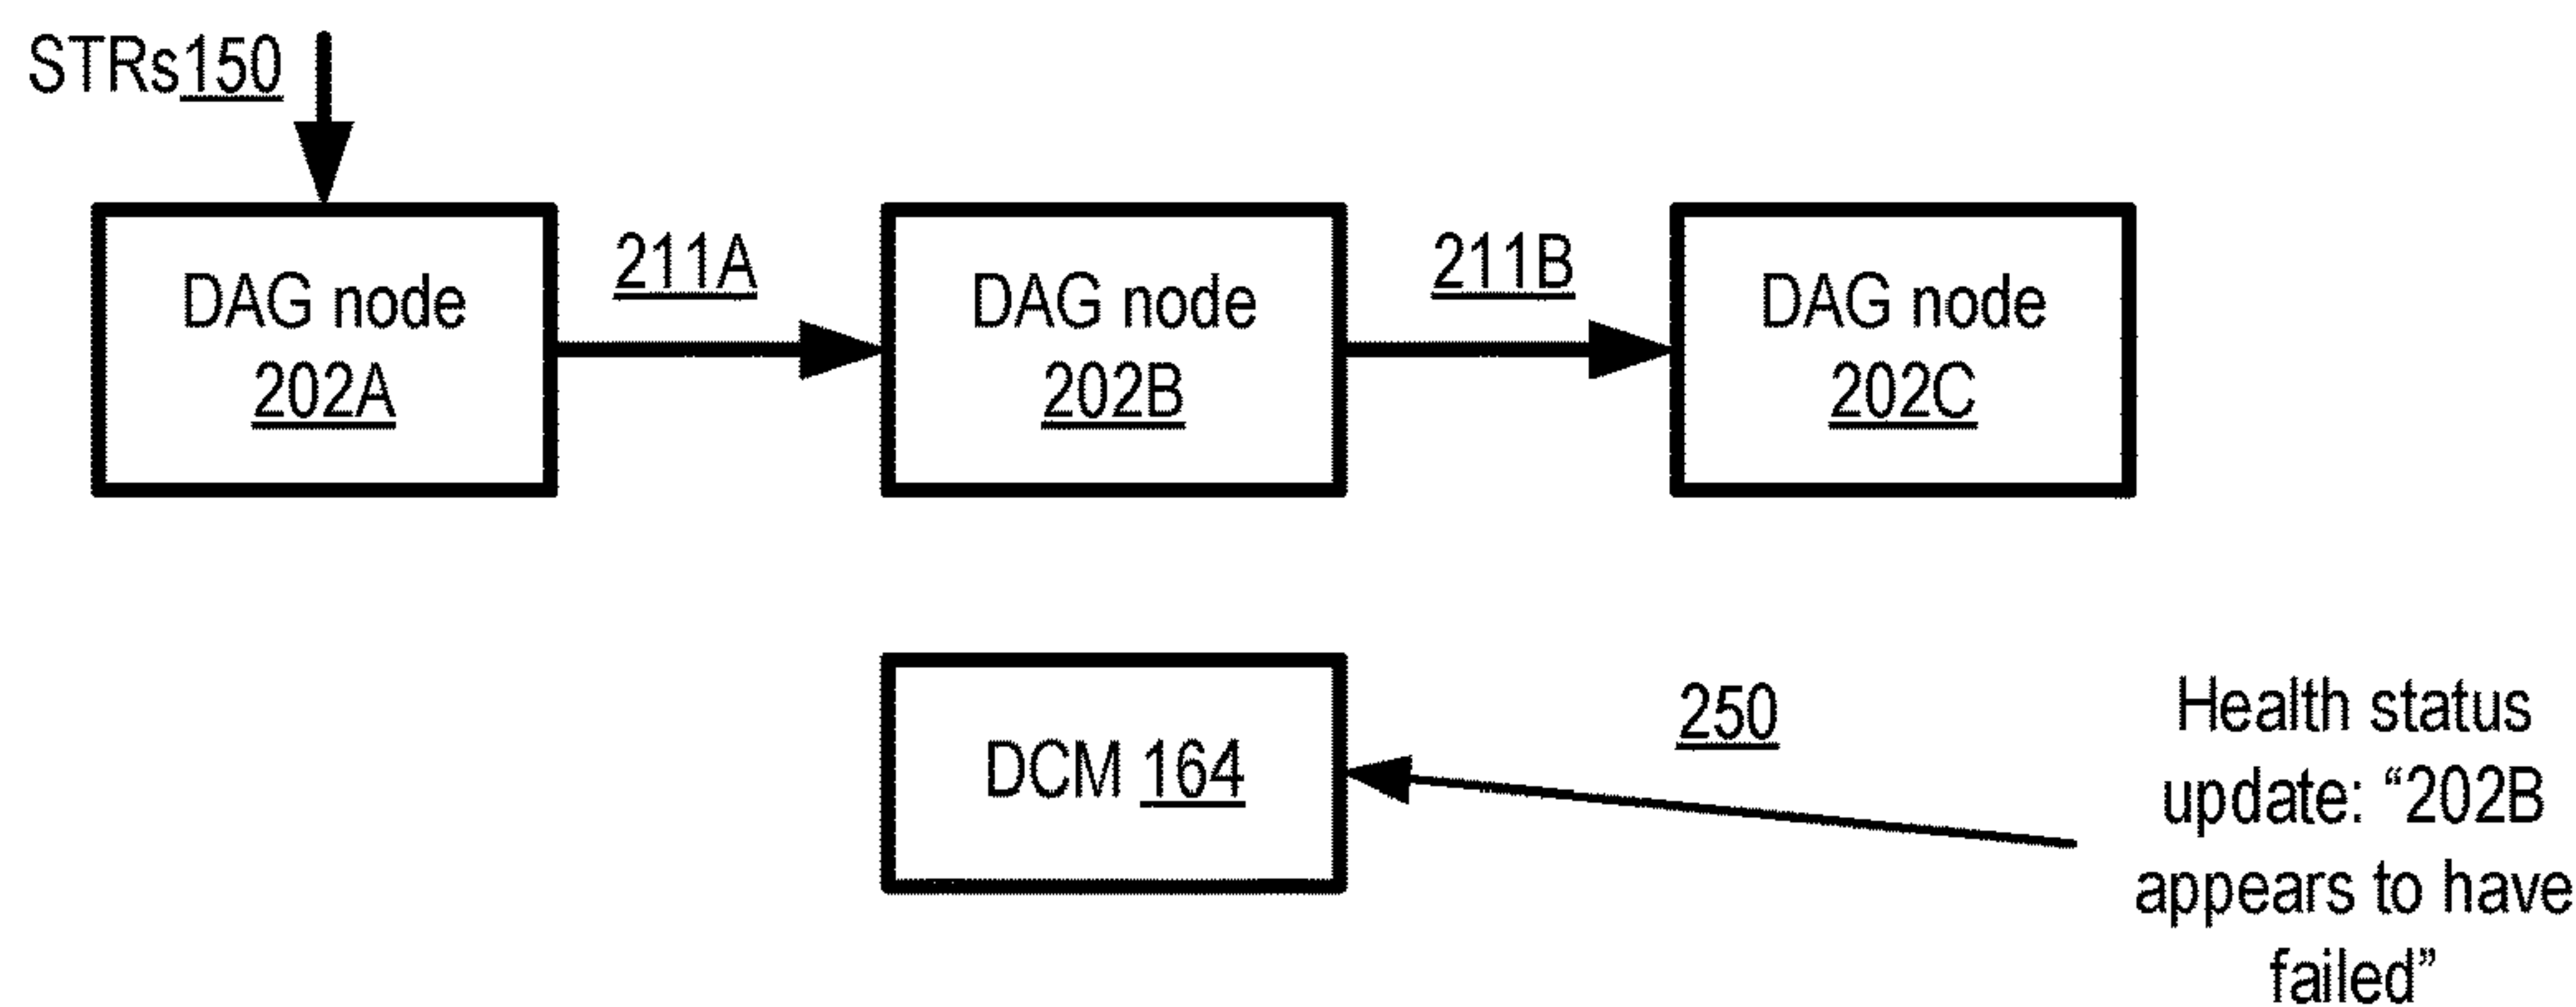 STRs150
211A
211B
DAG node
202A
DAG node
202B
DAG node
202C
DCM 164
250
Health status
update: “202B
appears to have
failed”